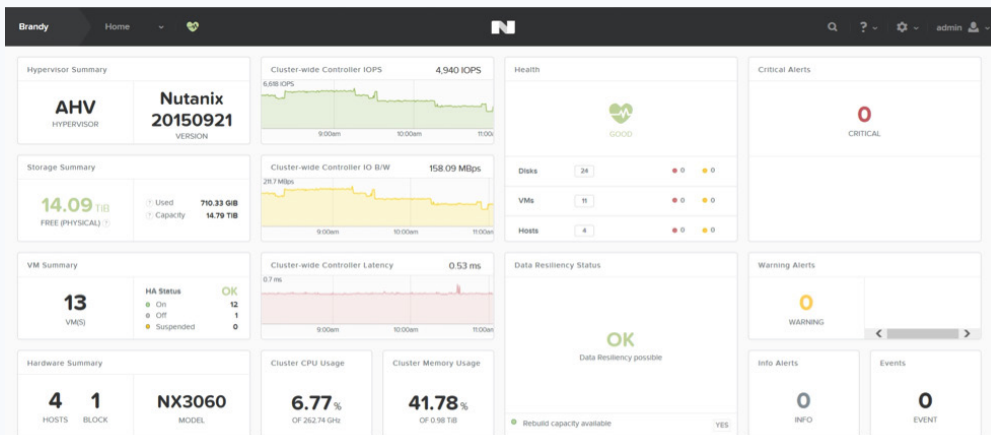 Brandy
Home
N
?
admin
Hypervisor Summary
AHV
HYPERVISOR
Nutanix
20150921
VERSION
Cluster-wide Controller IOPS
4,940 IOPS
6,618 IOPS
9:00am 10:00am 11:00
Health
GOOD
Disks 24 0 0
VMs 11 0 0
Hosts 4 0 0
Critical Alerts
0
CRITICAL
Storage Summary
14.09 TiB
FREE (PHYSICAL) ?
? Used 710.33 GiB
? Capacity 14.79 TiB
Cluster-wide Controller IO B/W
158.09 MBps
211.7 MBps
9:00am 10:00am 11:00am
VM Summary
13
VM(S)
HA Status OK
On 12
Off 1
Suspended 0
Cluster-wide Controller Latency
0.53 ms
0.7 ms
9:00am 10:00am 11:00am
Data Resiliency Status
OK
Data Resiliency possible
Rebuild capacity available YES
Warning Alerts
0
WARNING
Hardware Summary
4
HOSTS
1
BLOCK
NX3060
MODEL
Cluster CPU Usage
6.77 %
OF 262.74 GHz
Cluster Memory Usage
41.78 %
OF 0.98 TiB
Info Alerts
0
INFO
Events
0
EVENT